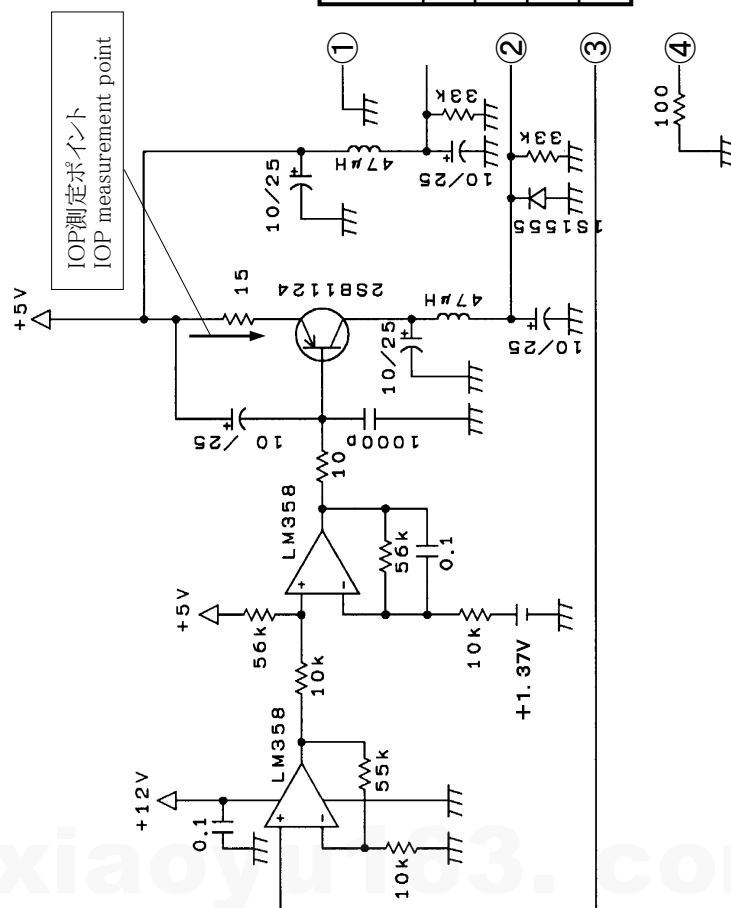 IOP測定ポイント
IOP measurement point
①
②
③
④
+5V
15
2SB1124
10/25
47μH
33k
10/25
33k
1S1555
100
10/25
47μH
10/25
10
/25
1000p
10
LM358
+
-
56k
0.1
+5V
56k
10k
10k
+1.37V
LM358
+
-
+12V
0.1
55k
10k
xiaoyu163. com